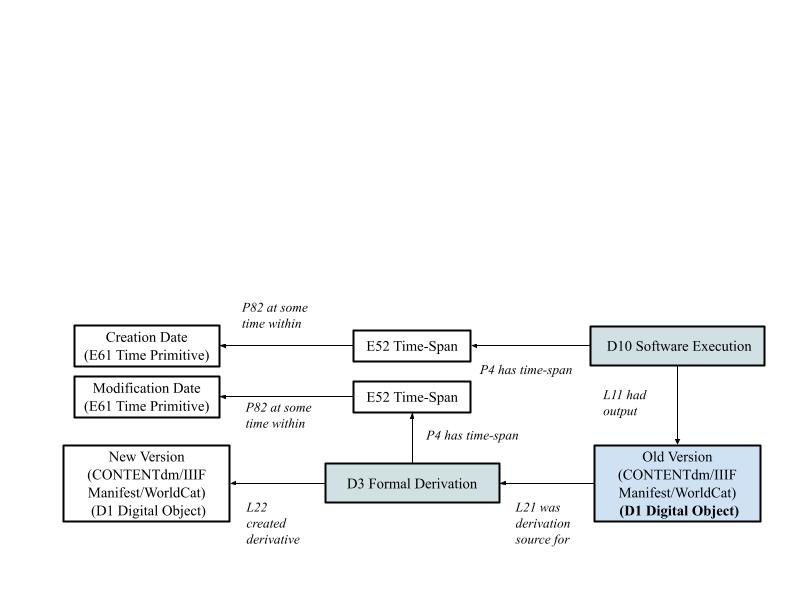 P82 at some
time within
Creation Date
(E61 Time Primitive)
E52 Time-Span
D10 Software Execution
P4 has time-span
Modification Date
(E61 Time Primitive)
E52 Time-Span
L11 had
output
P82 at some
time within
P4 has time-span
New Version
(CONTENTdm/IIIF
Manifest/WorldCat)
(D1 Digital Object)
D3 Formal Derivation
Old Version
(CONTENTdm/IIIF
Manifest/WorldCat)
(D1 Digital Object)
L22
created
derivative
L21 was
derivation
source for